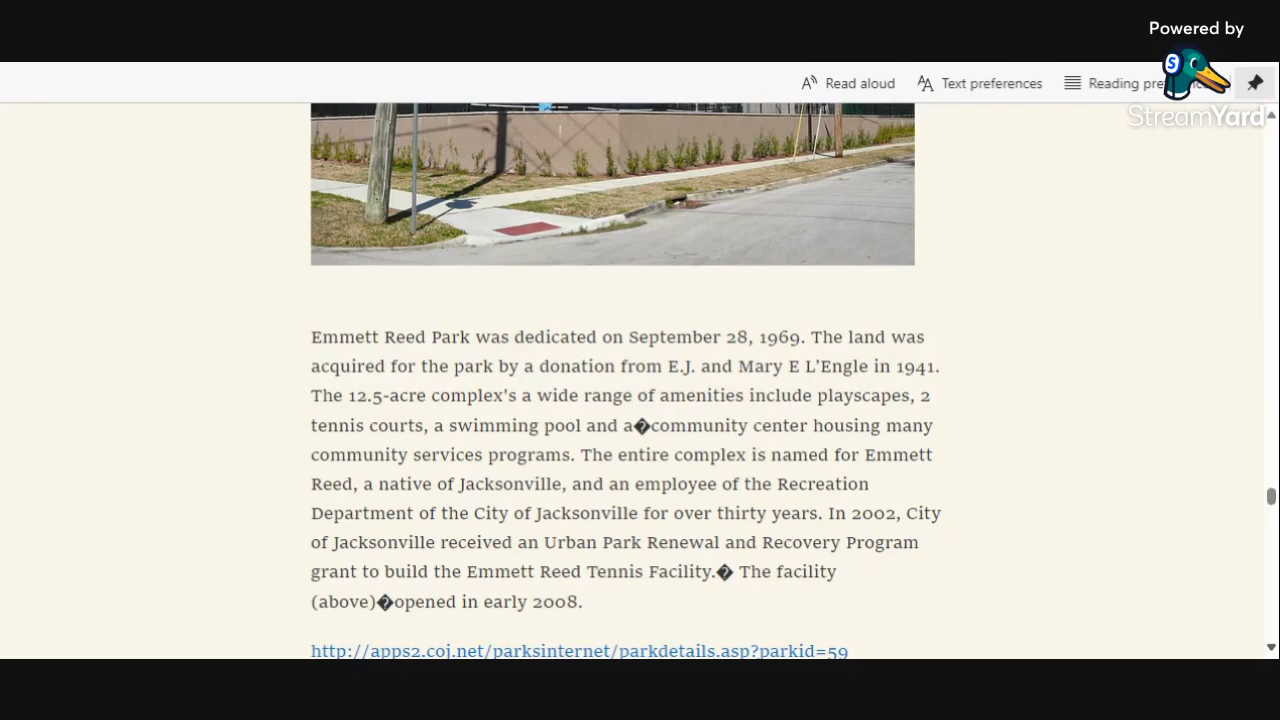 Powered by
S
StreamYard
Read aloud
Text preferences
Reading pre
Emmett Reed Park was dedicated on September 28, 1969. The land was
acquired for the park by a donation from E.J. and Mary E L'Engle in 1941.
The 12.5-acre complex's a wide range of amenities include playscapes, 2
tennis courts, a swimming pool and a�community center housing many
community services programs. The entire complex is named for Emmett
Reed, a native of Jacksonville, and an employee of the Recreation
Department of the City of Jacksonville for over thirty years. In 2002, City
of Jacksonville received an Urban Park Renewal and Recovery Program
grant to build the Emmett Reed Tennis Facility.� The facility
(above)�opened in early 2008.
http://apps2.coj.net/parksinternet/parkdetails.asp?parkid=59